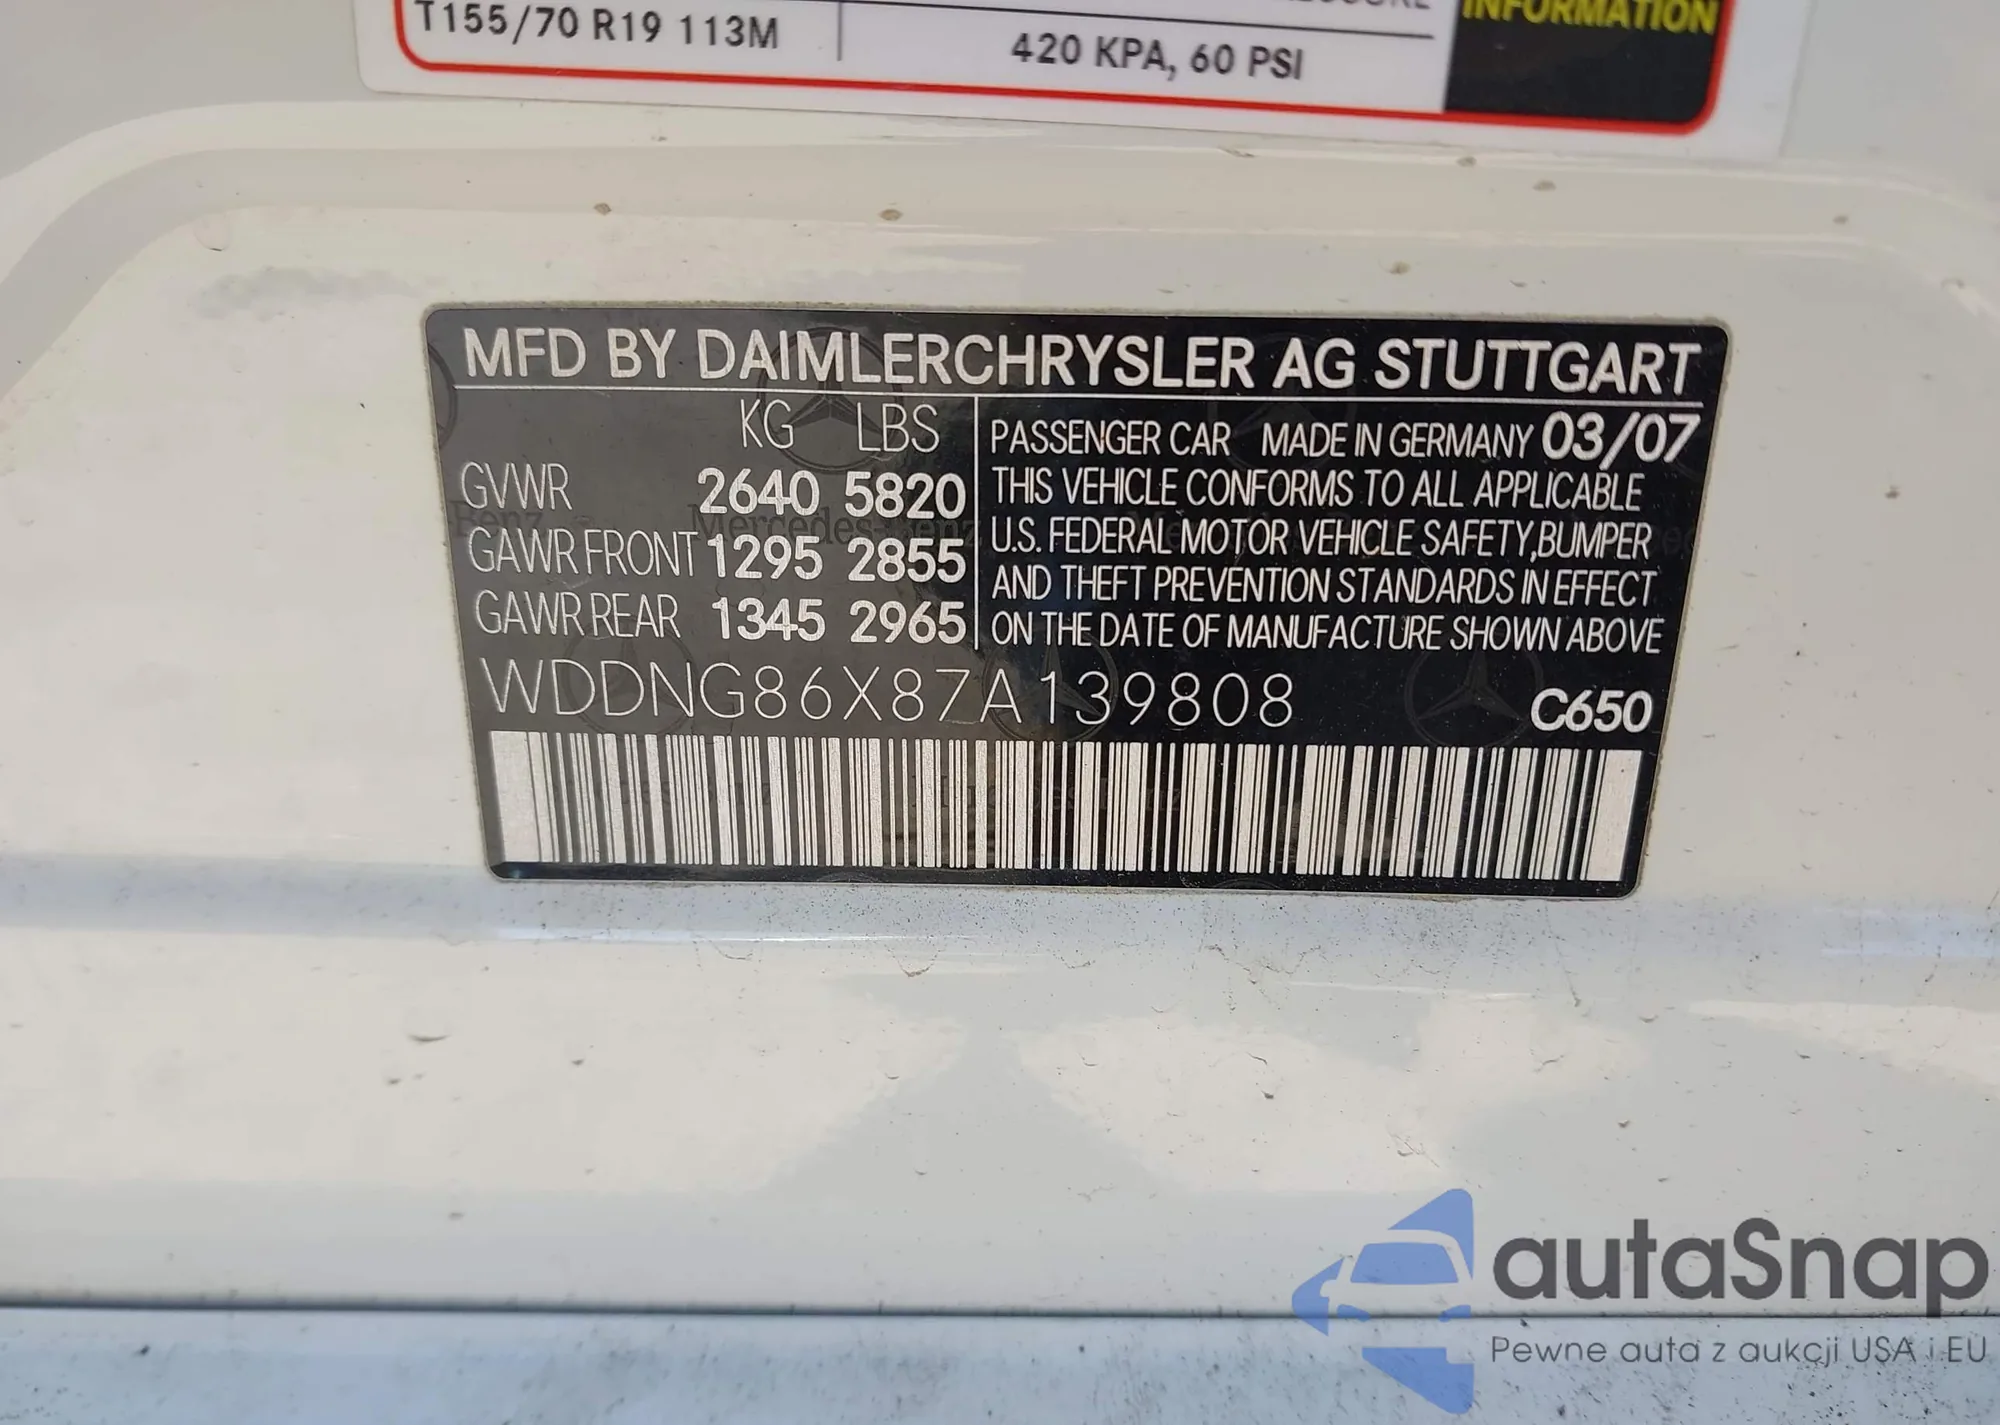 T155/70 R19 113M
420 KPA, 60 PSI
INFORMATION
MFD BY DAIMLERCHRYSLER AG STUTTGART
KG LBS
GVWR 2640 5820
GAWR FRONT 1295 2855
GAWR REAR 1345 2965
PASSENGER CAR MADE IN GERMANY 03/07
THIS VEHICLE CONFORMS TO ALL APPLICABLE
U.S. FEDERAL MOTOR VEHICLE SAFETY, BUMPER
AND THEFT PREVENTION STANDARDS IN EFFECT
ON THE DATE OF MANUFACTURE SHOWN ABOVE
WDDNG86X87A139808
C650
autaSnap
Pewne auta z aukcji USA i EU